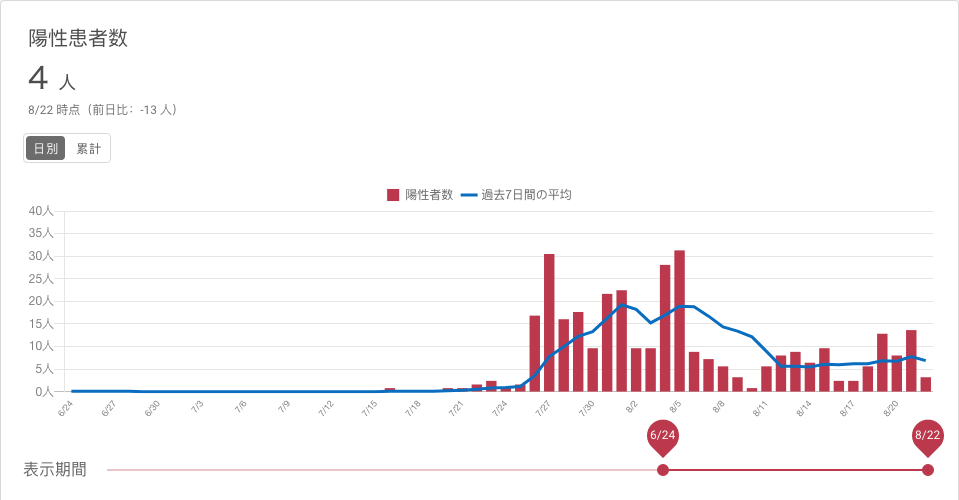 陽性患者数
4 人
8/22 時点（前日比：-13 人）
日別 累計
陽性者数 過去7日間の平均
40人
35人
30人
25人
20人
15人
10人
5人
0人
6/24 6/27 6/30 7/3 7/6 7/9 7/12 7/15 7/18 7/21 7/24 7/27 7/30 8/2 8/5 8/8 8/11 8/14 8/17 8/20
6/24 8/22
表示期間